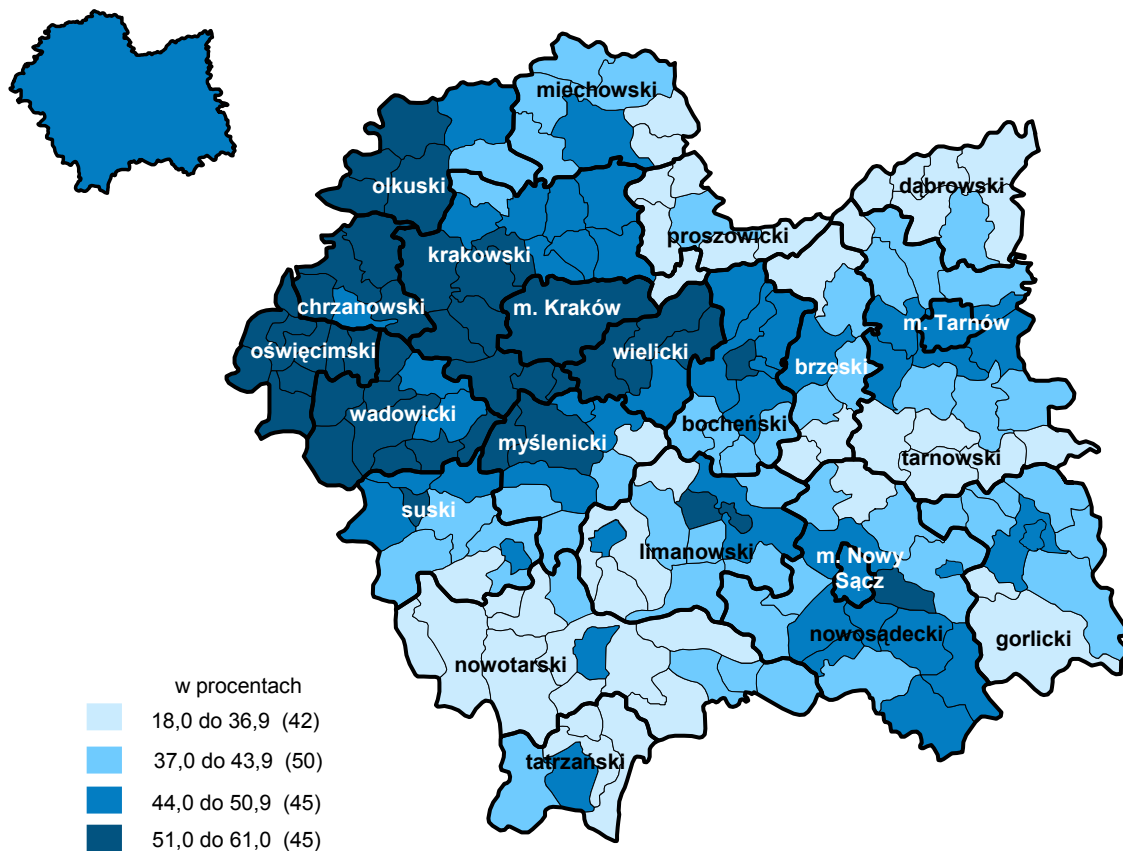 miechowski
dąbrowski
olkuski
proszowicki
krakowski
chrzanowski
m. Kraków
m. Tarnów
oświęcimski
wielicki
brzeski
wadowicki
bocheński
myślenicki
tarnowski
suski
limanowski
m. Nowy
Sącz
nowosądecki
gorlicki
nowotarski
tatrzański
w procentach
18,0 do 36,9 (42)
37,0 do 43,9 (50)
44,0 do 50,9 (45)
51,0 do 61,0 (45)